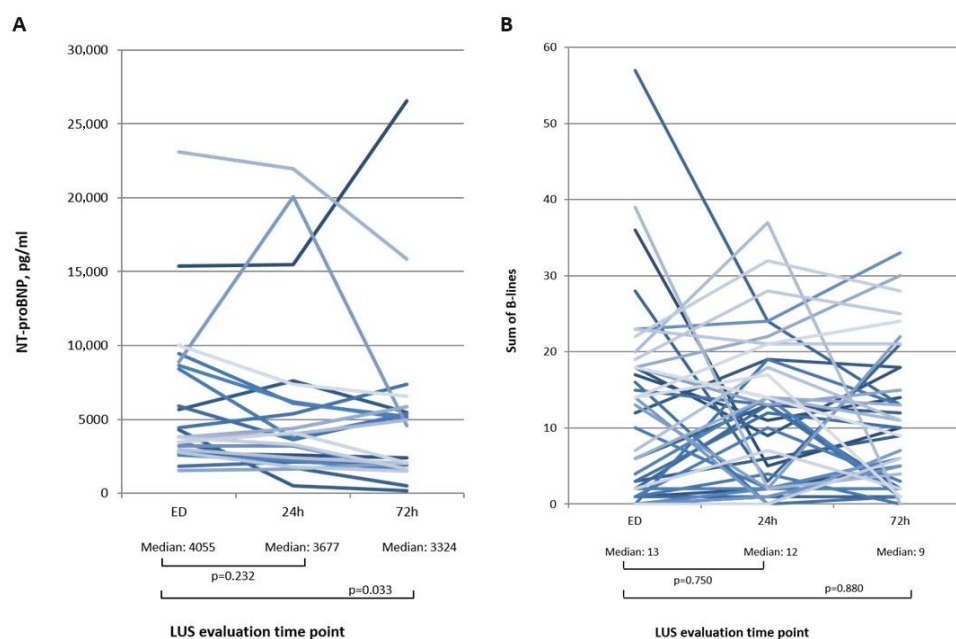 A
NT-proBNP, pg/ml
30,000
25,000
20,000
15,000
10,000
5000
0
ED 24h 72h
Median: 4055 Median: 3677 Median: 3324
p=0.232
p=0.033
LUS evaluation time point
B
Sum of B-lines
60
50
40
30
20
10
0
ED 24h 72h
Median: 13 Median: 12 Median: 9
p=0.750
p=0.880
LUS evaluation time point